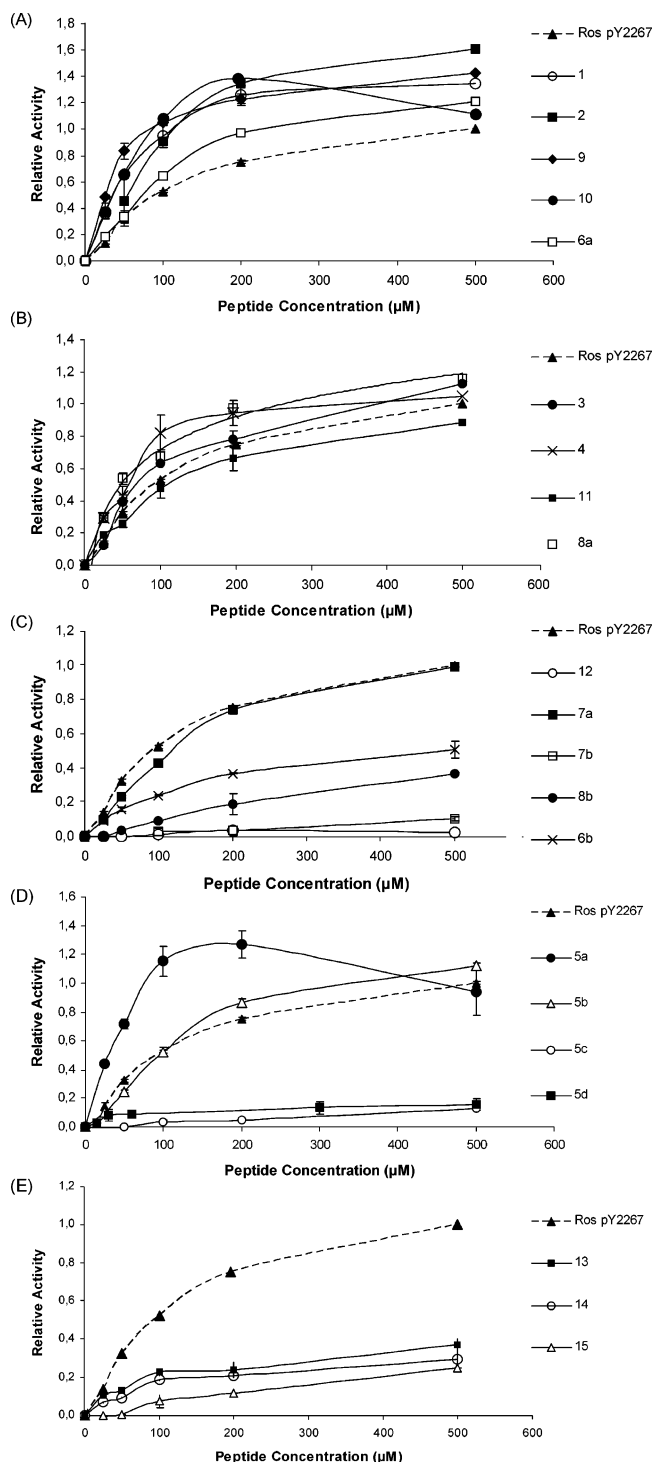 (A)
1,8
1,6
1,4
1,2
1,0
0,8
0,6
0,4
0,2
0,0
Relative Activity
0 100 200 300 400 500 600
Peptide Concentration (µM)
Ros pY2267
1
2
9
10
6a
(B)
1,4
1,2
1,0
0,8
0,6
0,4
0,2
0,0
Relative Activity
0 100 200 300 400 500 600
Peptide Concentration (µM)
Ros pY2267
3
4
11
8a
(C)
1,2
1,0
0,8
0,6
0,4
0,2
0,0
Relative Activity
0 100 200 300 400 500
Peptide Concentration (µM)
Ros pY2267
12
7a
7b
8b
6b
(D)
1,6
1,4
1,2
1,0
0,8
0,6
0,4
0,2
0,0
Relative Activity
0 100 200 300 400 500 600
Peptide Concentration (µM)
Ros pY2267
5a
5b
5c
5d
(E)
1,2
1,0
0,8
0,6
0,4
0,2
0,0
Relative Activity
0 100 200 300 400 500 600
Peptide Concentration (µM)
Ros pY2267
13
14
15